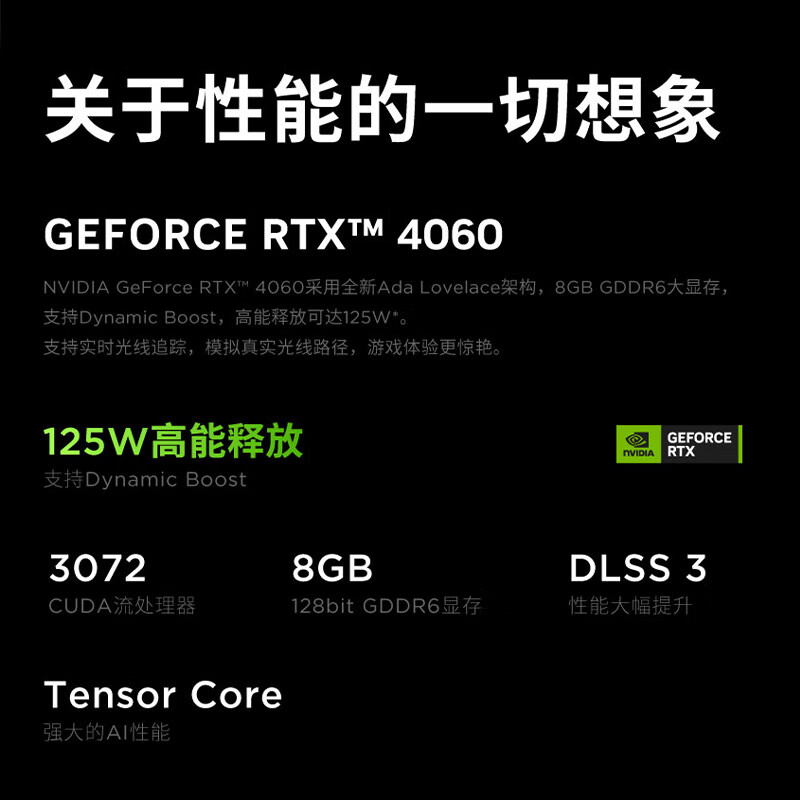 关于性能的一切想象
GEFORCE RTX™ 4060
NVIDIA GeForce RTX™ 4060采用全新Ada Lovelace架构，8GB GDDR6大显存，
支持Dynamic Boost，高能释放可达125W*。
支持实时光线追踪，模拟真实光线路径，游戏体验更惊艳。
125W高能释放
支持Dynamic Boost
NVIDIA
GEFORCE
RTX
3072
CUDA流处理器
8GB
128bit GDDR6显存
DLSS 3
性能大幅提升
Tensor Core
强大的AI性能